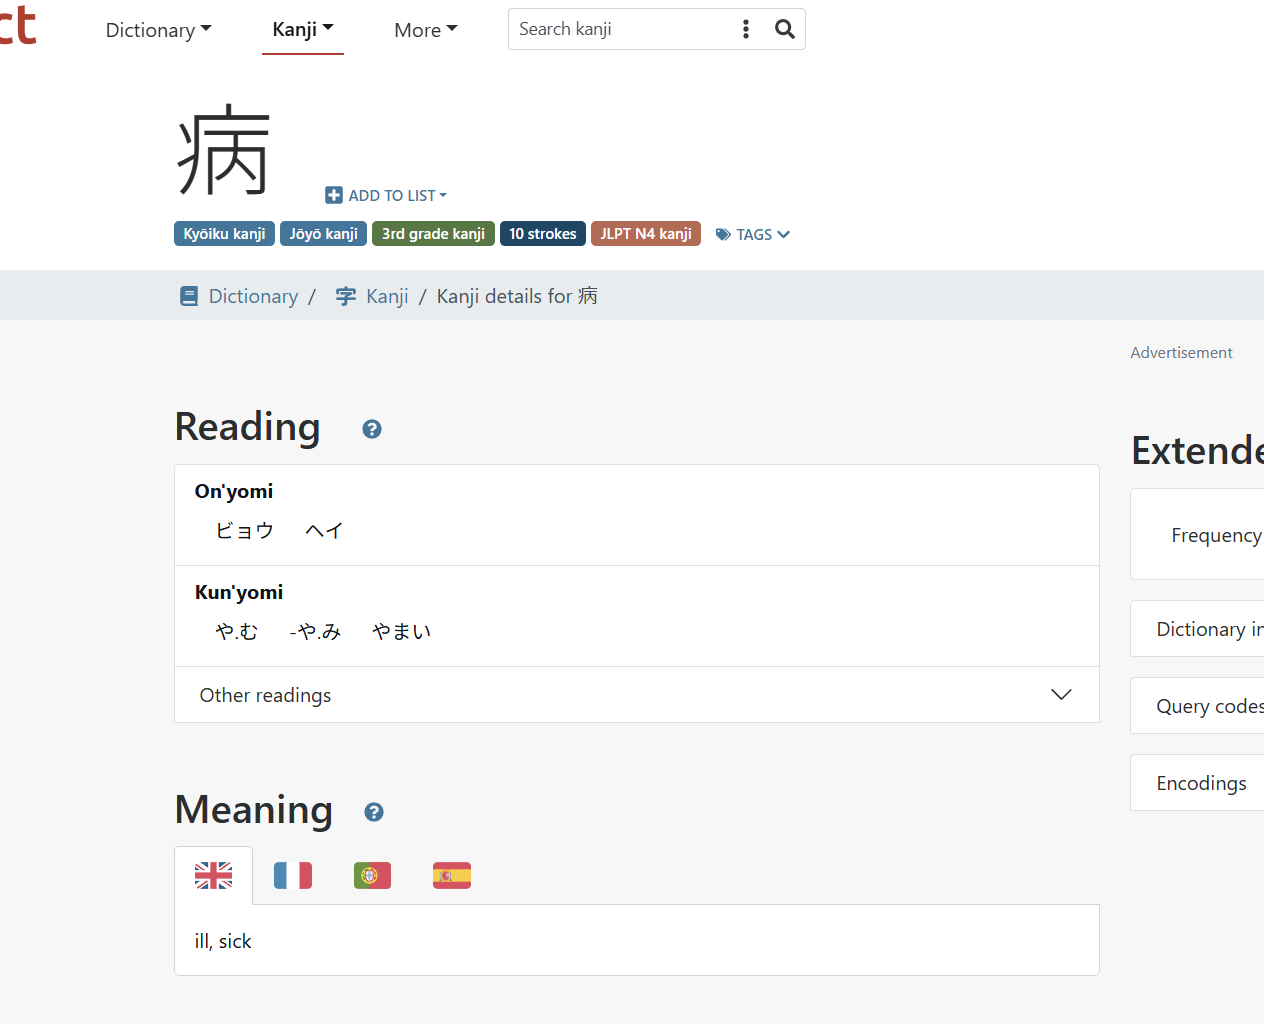 ct
Dictionary Kanji More Search kanji
病
ADD TO LIST
Kyōiku kanji Jōyō kanji 3rd grade kanji 10 strokes JLPT N4 kanji TAGS
Dictionary / 字 Kanji / Kanji details for 病
Advertisement
Reading
On'yomi
ビョウ ヘイ
Kun'yomi
や.む -や.み やまい
Other readings
Extende
Frequency
Dictionary in
Query codes
Encodings
Meaning
ill, sick